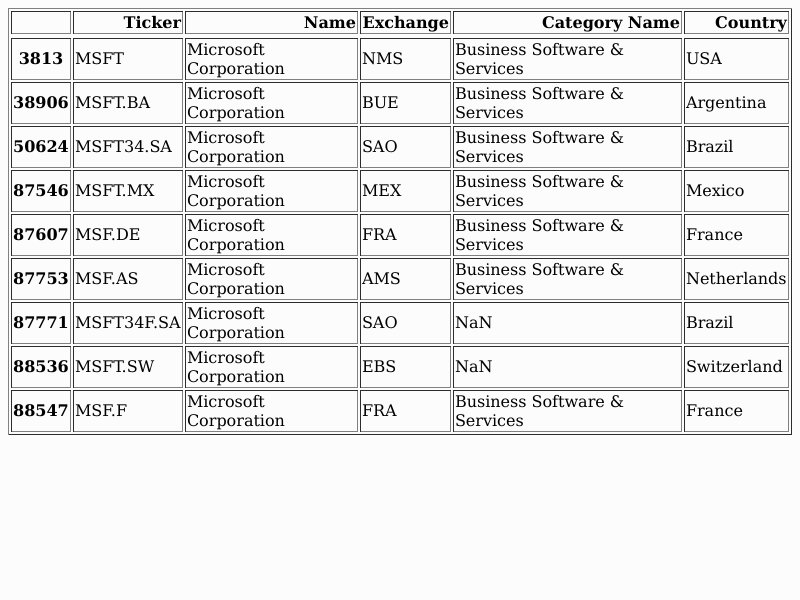 Ticker Name Exchange Category Name Country
3813 MSFT Microsoft Corporation NMS Business Software & Services USA
38906 MSFT.BA Microsoft Corporation BUE Business Software & Services Argentina
50624 MSFT34.SA Microsoft Corporation SAO Business Software & Services Brazil
87546 MSFT.MX Microsoft Corporation MEX Business Software & Services Mexico
87607 MSF.DE Microsoft Corporation FRA Business Software & Services France
87753 MSF.AS Microsoft Corporation AMS Business Software & Services Netherlands
87771 MSFT34F.SA Microsoft Corporation SAO NaN Brazil
88536 MSFT.SW Microsoft Corporation EBS NaN Switzerland
88547 MSF.F Microsoft Corporation FRA Business Software & Services France